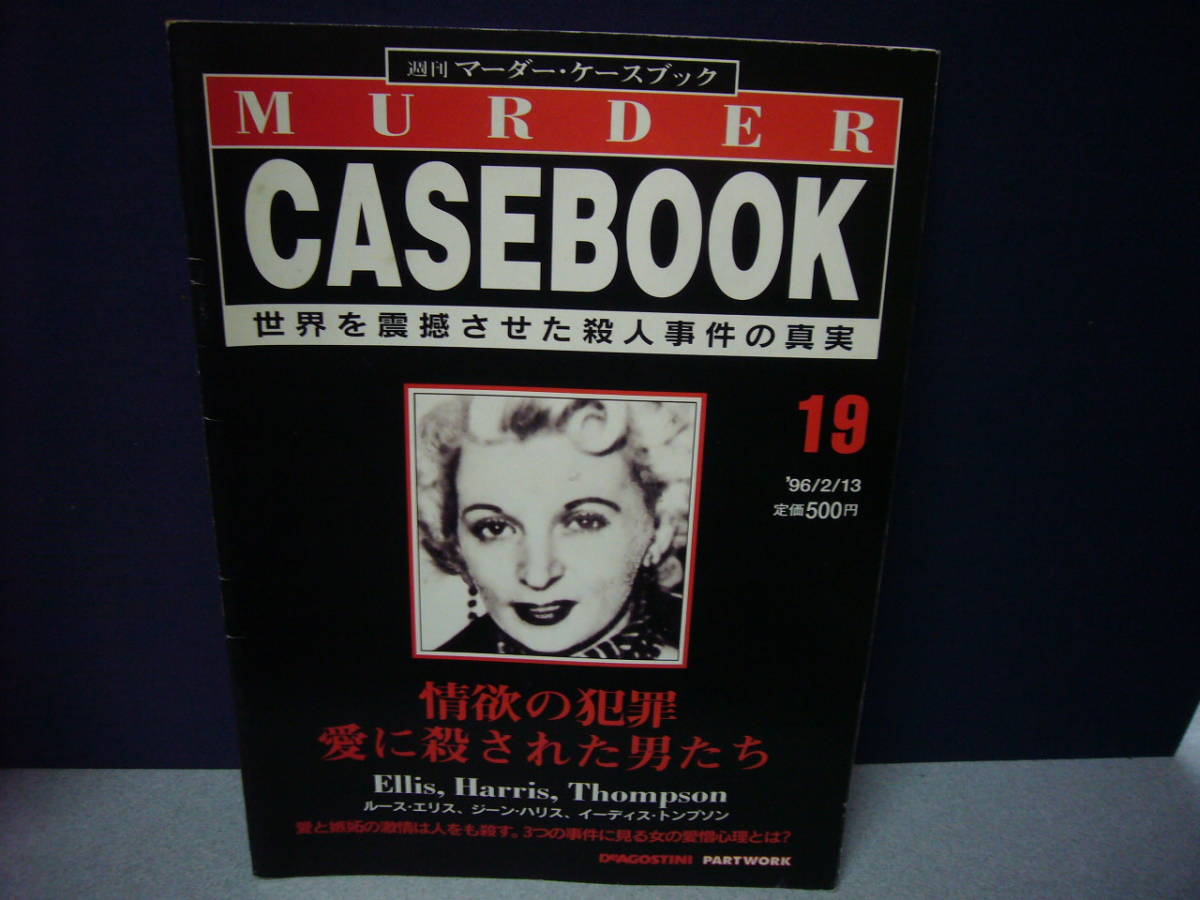 週刊 マーダー・ケースブック
MURDER
CASEBOOK
世界を震撼させた殺人事件の真実
19
'96/2/13
定価500円
情欲の犯罪
愛に殺された男たち
Ellis, Harris, Thompson
ルース・エリス、ジーン・ハリス、イーディス・トンプソン
愛と嫉妬の激情は人をも殺す。3つの事件に見る女の愛憎心理とは?
DeAGOSTINI PARTWORK